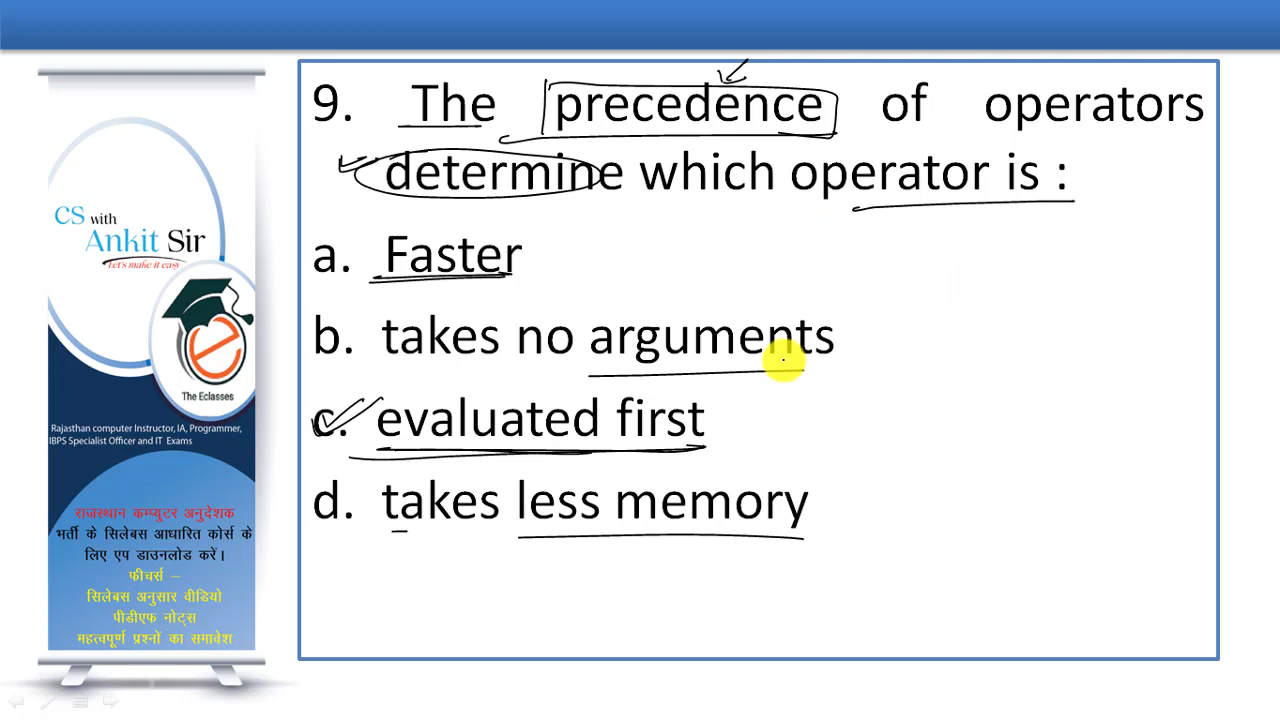 9. The precedence of operators
determine which operator is :
a. Faster
b. takes no arguments
c. evaluated first
d. takes less memory
CS with
Ankit Sir
Let's make it easy
The Eclasses
Rajasthan computer Instructor, IA, Programmer,
IBPS Specialist Officer and IT Exams
राजस्थान कम्प्युटर अनुदेशक
भर्ती के सिलेबस आधारित कोर्स के
लिए एप डाउनलोड करें।
फीचर्स –
सिलेबस अनुसार वीडियो
पीडीएफ नोट्स
महत्वपूर्ण प्रश्नों का समावेश